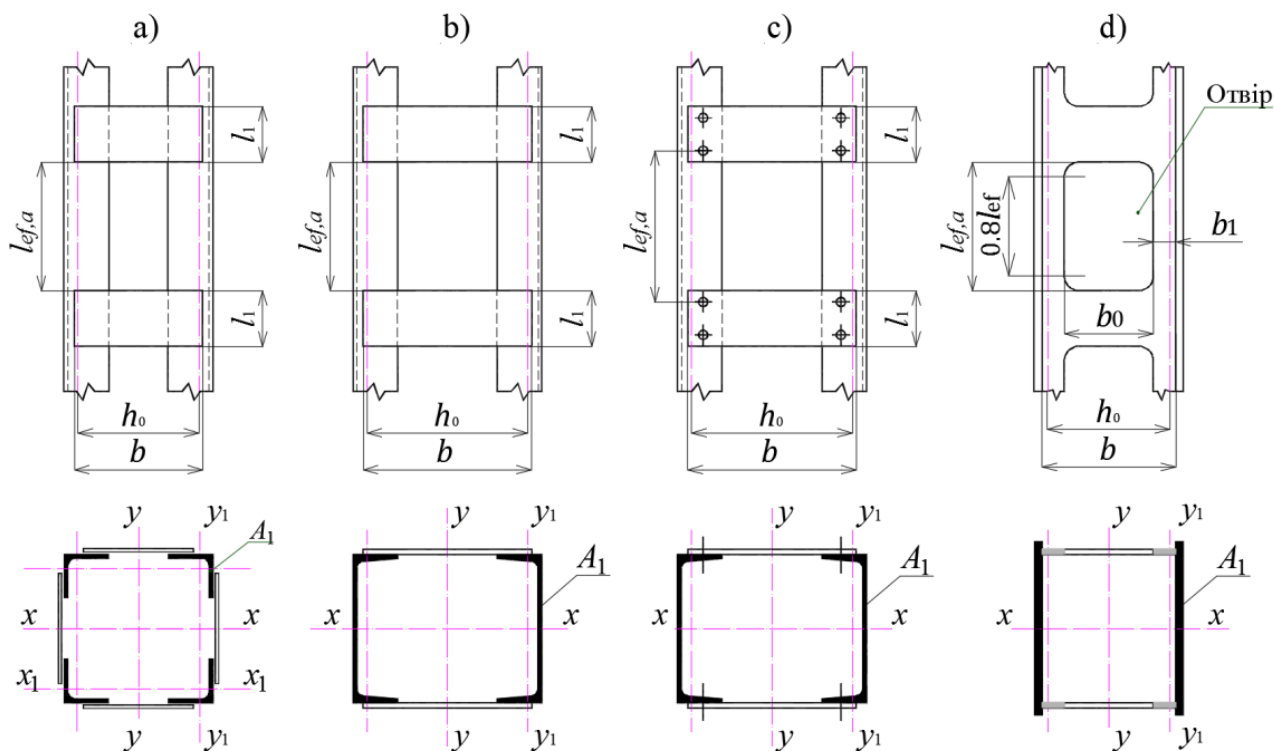 a)
b)
c)
d)
Отвір
l₁
l₁
l₁
lef,a
lef,a
lef,a
lef,a
0.8lef
b1
l₁
l₁
l₁
b0
h₀
h₀
h₀
h₀
b
b
b
b
y y₁
y y₁
y y₁
y y₁
A₁
A₁
A₁
A₁
x x
x x
x x
x x
x₁ x₁
y y₁
y y₁
y y₁
y y₁